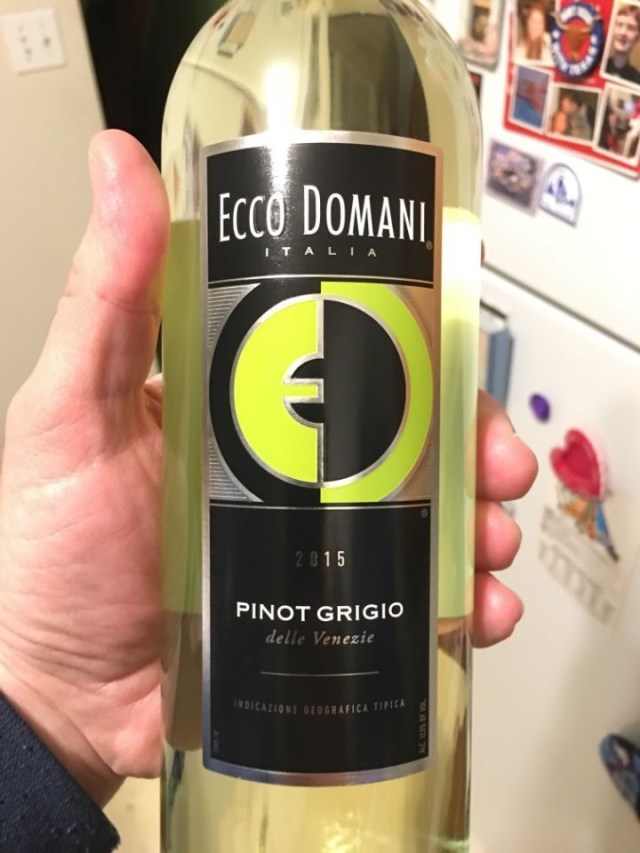 ECCO DOMANI®
ITALIA
®
2015
PINOT GRIGIO
delle Venezie
INDICAZIONE GEOGRAFICA TIPICA